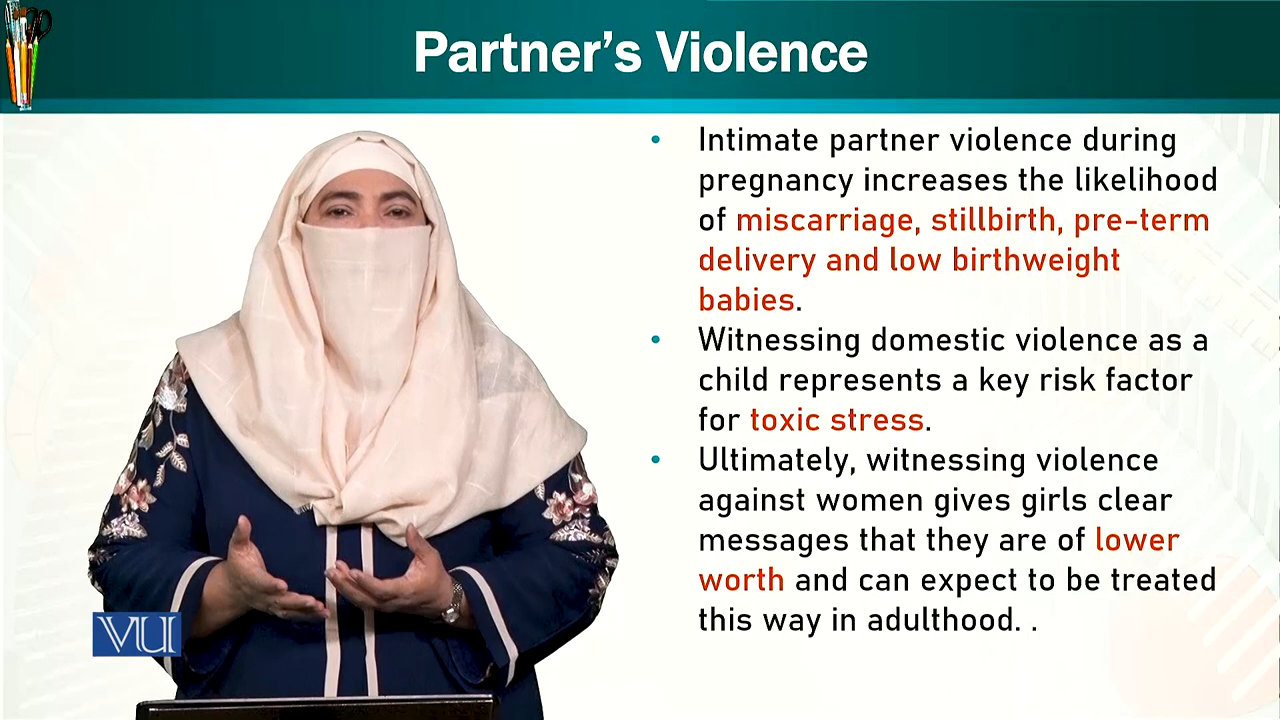 Partner’s Violence
• Intimate partner violence during
pregnancy increases the likelihood
of miscarriage, stillbirth, pre-term
delivery and low birthweight
babies.
• Witnessing domestic violence as a
child represents a key risk factor
for toxic stress.
• Ultimately, witnessing violence
against women gives girls clear
messages that they are of lower
worth and can expect to be treated
this way in adulthood. .
VU